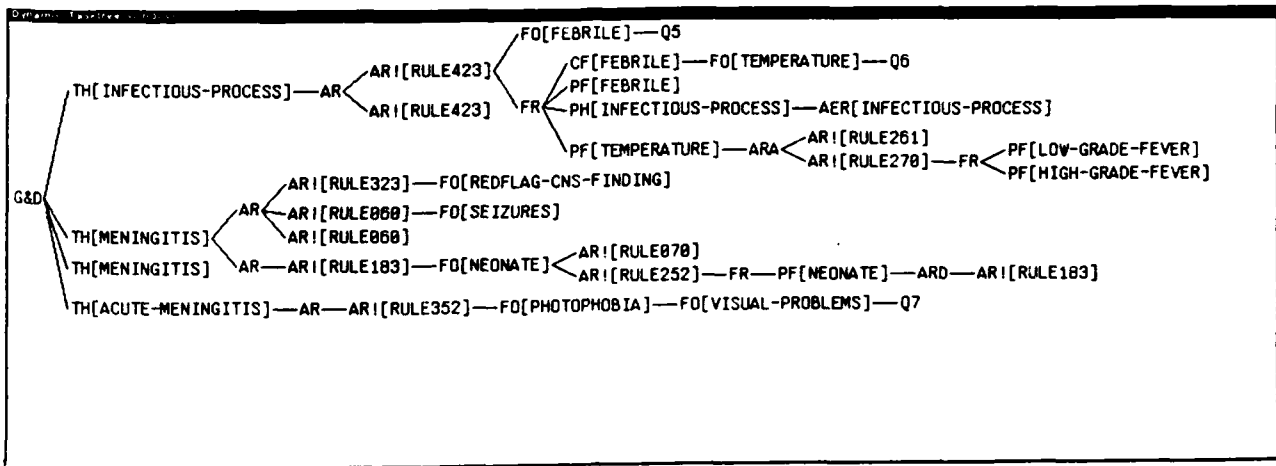 FO[FEBRILE]—Q5
CF[FEBRILE]—FO[TEMPERATURE]—Q6
AR![RULE423]
PF[FEBRILE]
TH[INFECTIOUS-PROCESS]—AR
AR![RULE423]
FR
PH[INFECTIOUS-PROCESS]—AER[INFECTIOUS-PROCESS]
AR![RULE261]
PF[TEMPERATURE]—ARA
PF[LOW-GRADE-FEVER]
AR![RULE270]—FR
PF[HIGH-GRADE-FEVER]
AR![RULE323]—FO[REDFLAG-CNS-FINDING]
G&D
AR
AR![RULE060]—FO[SEIZURES]
TH[MENINGITIS]
AR![RULE060]
AR![RULE070]
TH[MENINGITIS]
AR—AR![RULE183]—FO[NEONATE]
AR![RULE252]—FR—PF[NEONATE]—ARD—AR![RULE183]
TH[ACUTE-MENINGITIS]—AR—AR![RULE352]—FO[PHOTOPHOBIA]—FO[VISUAL-PROBLEMS]—Q7